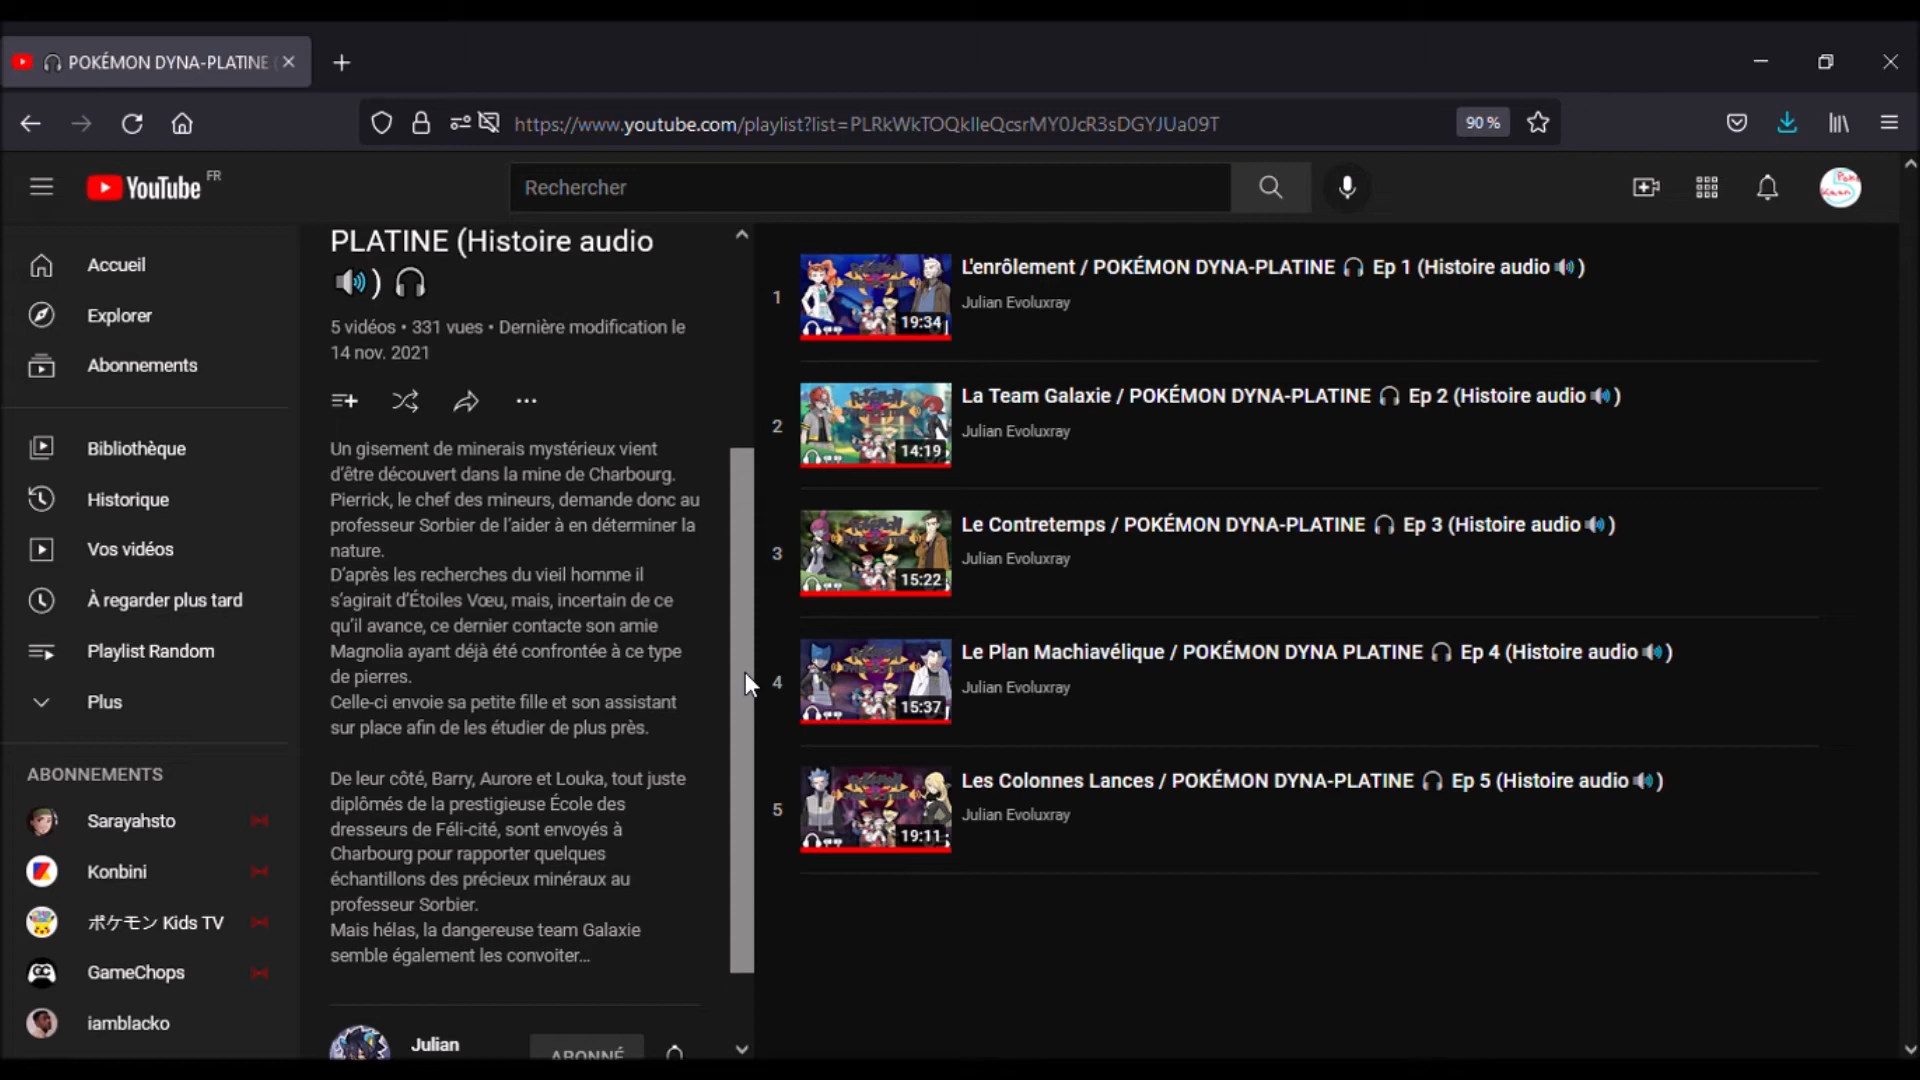 POKÉMON DYNA-PLATINE
https://www.youtube.com/playlist?list=PLRkWkTOQkIleQcsrMY0JcR3sDGYJUa09T
90 %
YouTube FR
Rechercher
Accueil
Explorer
Abonnements
Bibliothèque
Historique
Vos vidéos
À regarder plus tard
Playlist Random
Plus
ABONNEMENTS
Sarayahsto
Konbini
ポケモン Kids TV
GameChops
iamblacko
PLATINE (Histoire audio
🔊) 🎧
5 vidéos • 331 vues • Dernière modification le
14 nov. 2021
Un gisement de minerais mystérieux vient
d'être découvert dans la mine de Charbourg.
Pierrick, le chef des mineurs, demande donc au
professeur Sorbier de l'aider à en déterminer la
nature.
D'après les recherches du vieil homme il
s'agirait d'Étoiles Vœu, mais, incertain de ce
qu'il avance, ce dernier contacte son amie
Magnolia ayant déjà été confrontée à ce type
de pierres.
Celle-ci envoie sa petite fille et son assistant
sur place afin de les étudier de plus près.
De leur côté, Barry, Aurore et Louka, tout juste
diplômés de la prestigieuse École des
dresseurs de Féli-cité, sont envoyés à
Charbourg pour rapporter quelques
échantillons des précieux minéraux au
professeur Sorbier.
Mais hélas, la dangereuse team Galaxie
semble également les convoiter...
Julian
ABONNÉ
1
19:34
L'enrôlement / POKÉMON DYNA-PLATINE 🎧 Ep 1 (Histoire audio 🔊)
Julian Evoluxray
2
14:19
La Team Galaxie / POKÉMON DYNA-PLATINE 🎧 Ep 2 (Histoire audio 🔊)
Julian Evoluxray
3
15:22
Le Contretemps / POKÉMON DYNA-PLATINE 🎧 Ep 3 (Histoire audio 🔊)
Julian Evoluxray
4
15:37
Le Plan Machiavélique / POKÉMON DYNA PLATINE 🎧 Ep 4 (Histoire audio 🔊)
Julian Evoluxray
5
19:11
Les Colonnes Lances / POKÉMON DYNA-PLATINE 🎧 Ep 5 (Histoire audio 🔊)
Julian Evoluxray